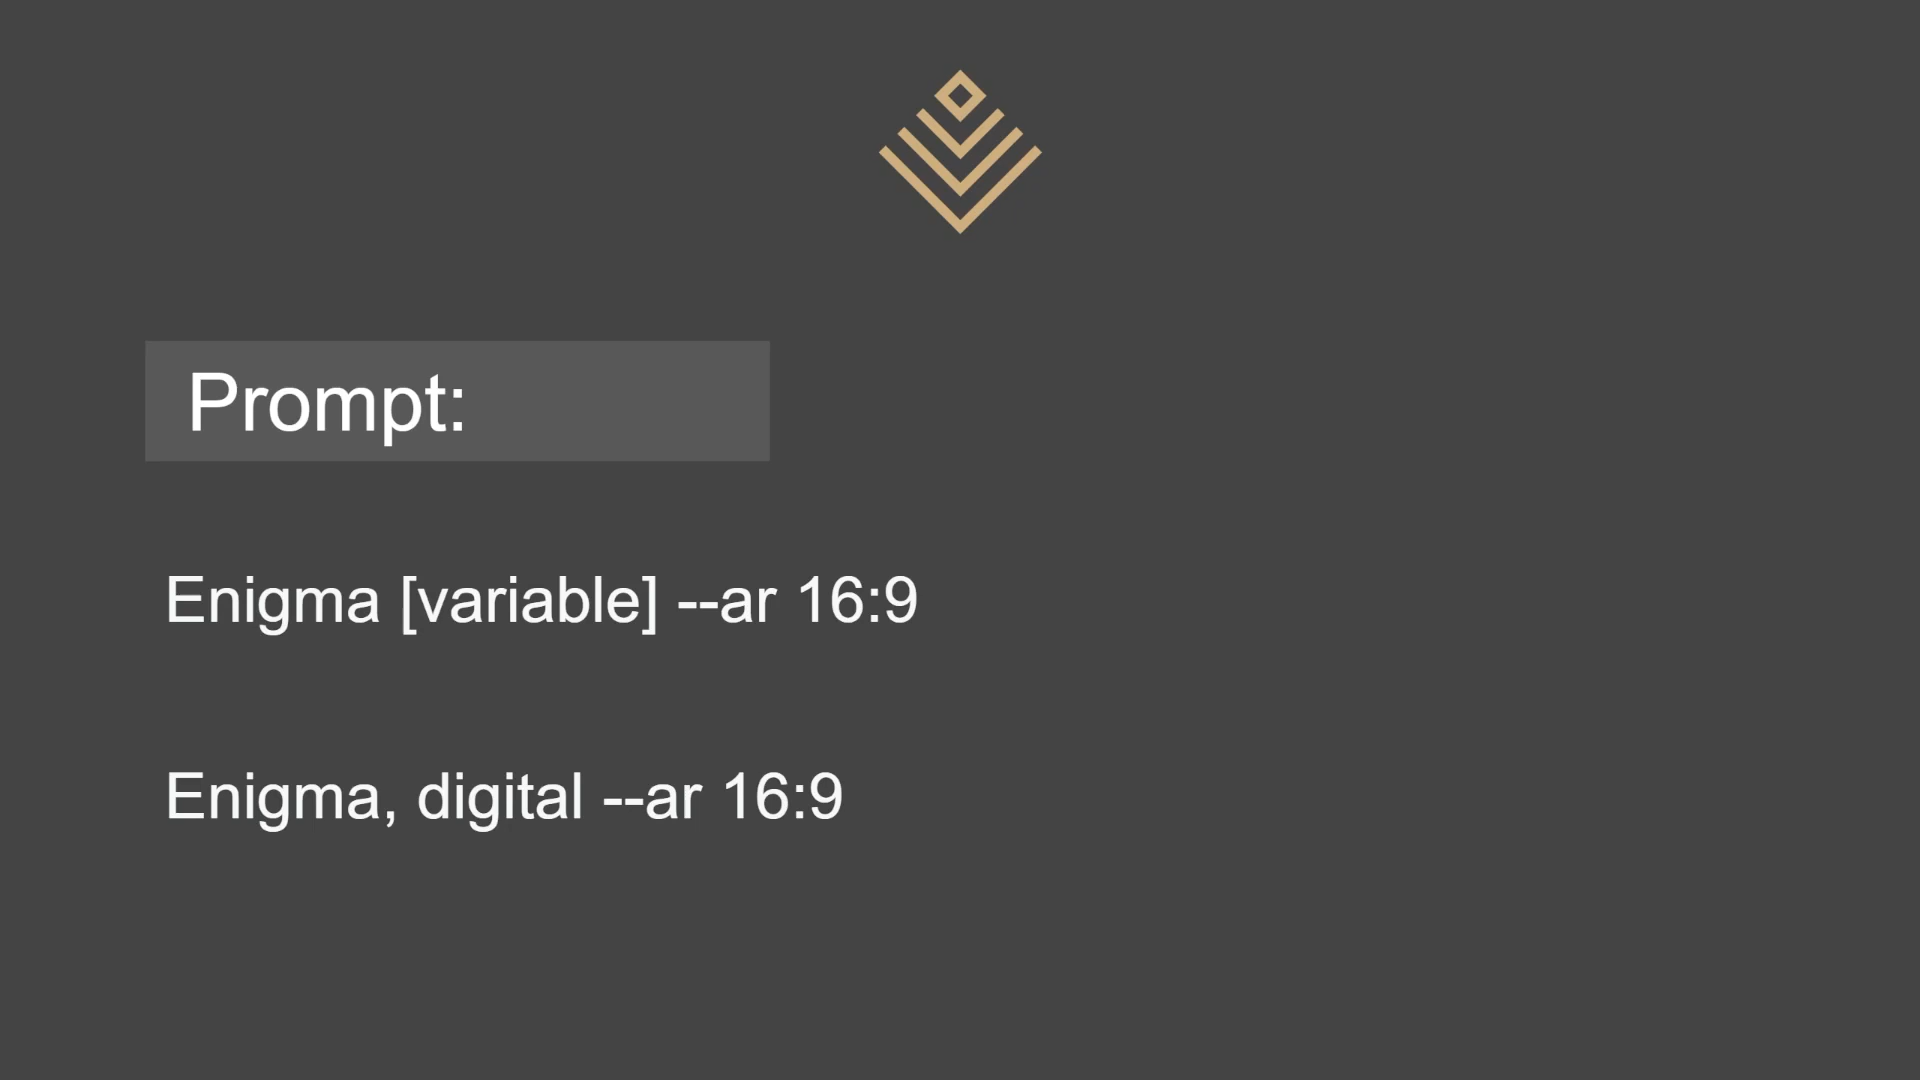 Prompt:
Enigma [variable] --ar 16:9
Enigma, digital --ar 16:9